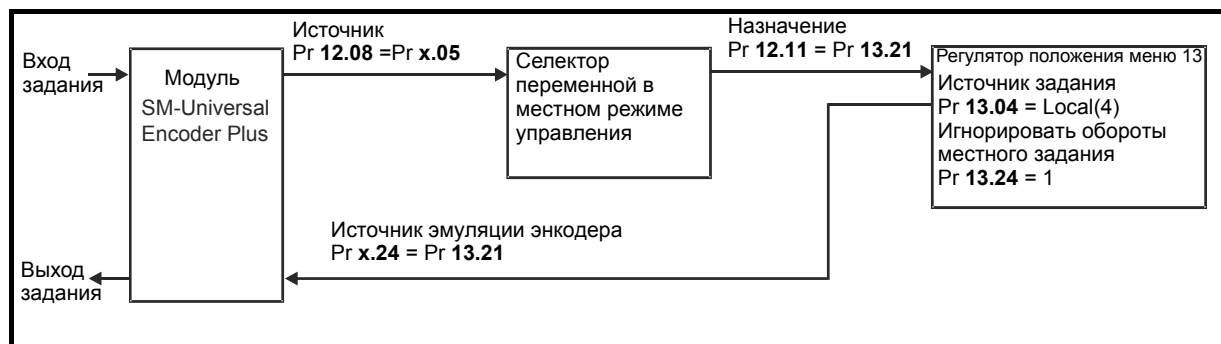 Вход
задания
Модуль
SM-Universal
Encoder Plus
Источник
Pr 12.08 =Pr x.05
Селектор
переменной в
местном режиме
управления
Назначение
Pr 12.11 = Pr 13.21
Регулятор положения меню 13
Источник задания
Pr 13.04 = Local(4)
Игнорировать обороты
местного задания
Pr 13.24 = 1
Источник эмуляции энкодера
Pr x.24 = Pr 13.21
Выход
задания